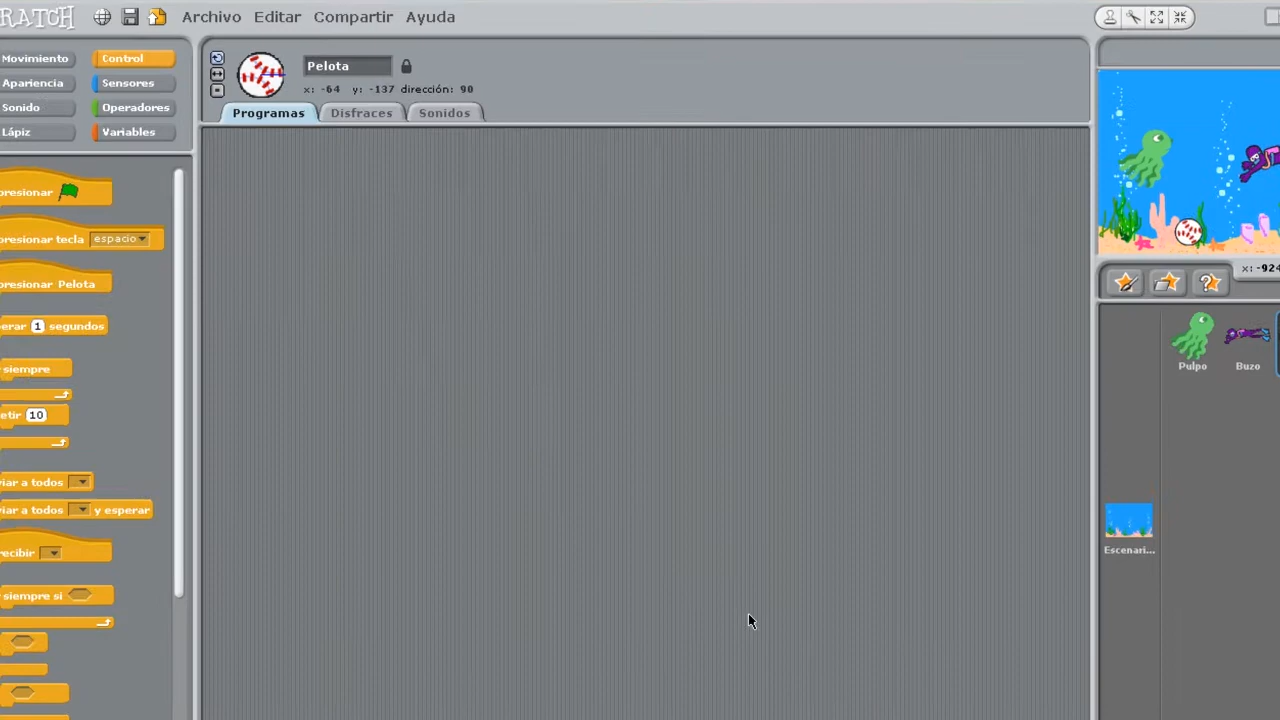 RATCH
Archivo Editar Compartir Ayuda
Movimiento Control
Apariencia Sensores
Sonido Operadores
Lápiz Variables
Pelota
x: -64 y: -137 dirección: 90
Programas Disfraces Sonidos
presionar
presionar tecla espacio
presionar Pelota
erar 1 segundos
siempre
etir 10
iar a todos
iar a todos y esperar
recibir
siempre si
x: -924
Pulpo Buzo
Escenari...